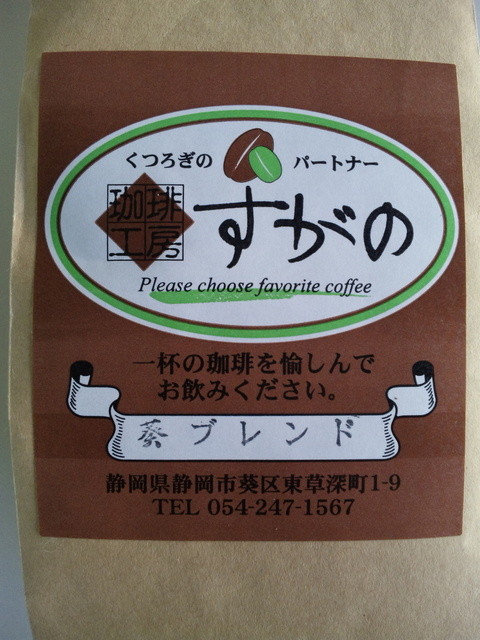 くつろぎの パートナー
珈琲
工房
すがの
Please choose favorite coffee
一杯の珈琲を愉しんで
お飲みください。
葵ブレンド
静岡県静岡市葵区東草深町1-9
TEL 054-247-1567